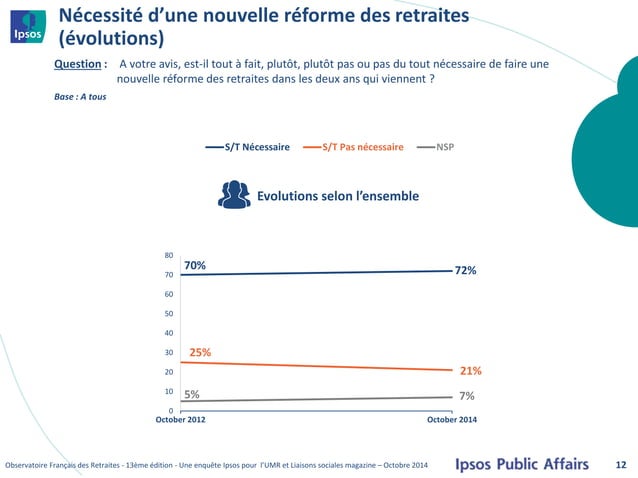 Ipsos
Nécessité d’une nouvelle réforme des retraites
(évolutions)
Question : A votre avis, est-il tout à fait, plutôt, plutôt pas ou pas du tout nécessaire de faire une
nouvelle réforme des retraites dans les deux ans qui viennent ?
Base : A tous
S/T Nécessaire S/T Pas nécessaire NSP
Evolutions selon l’ensemble
80
70% 72%
70
60
50
40
30
25%
20
21%
10
5% 7%
0
October 2012 October 2014
Observatoire Français des Retraites - 13ème édition - Une enquête Ipsos pour l’UMR et Liaisons sociales magazine – Octobre 2014 Ipsos Public Affairs 12